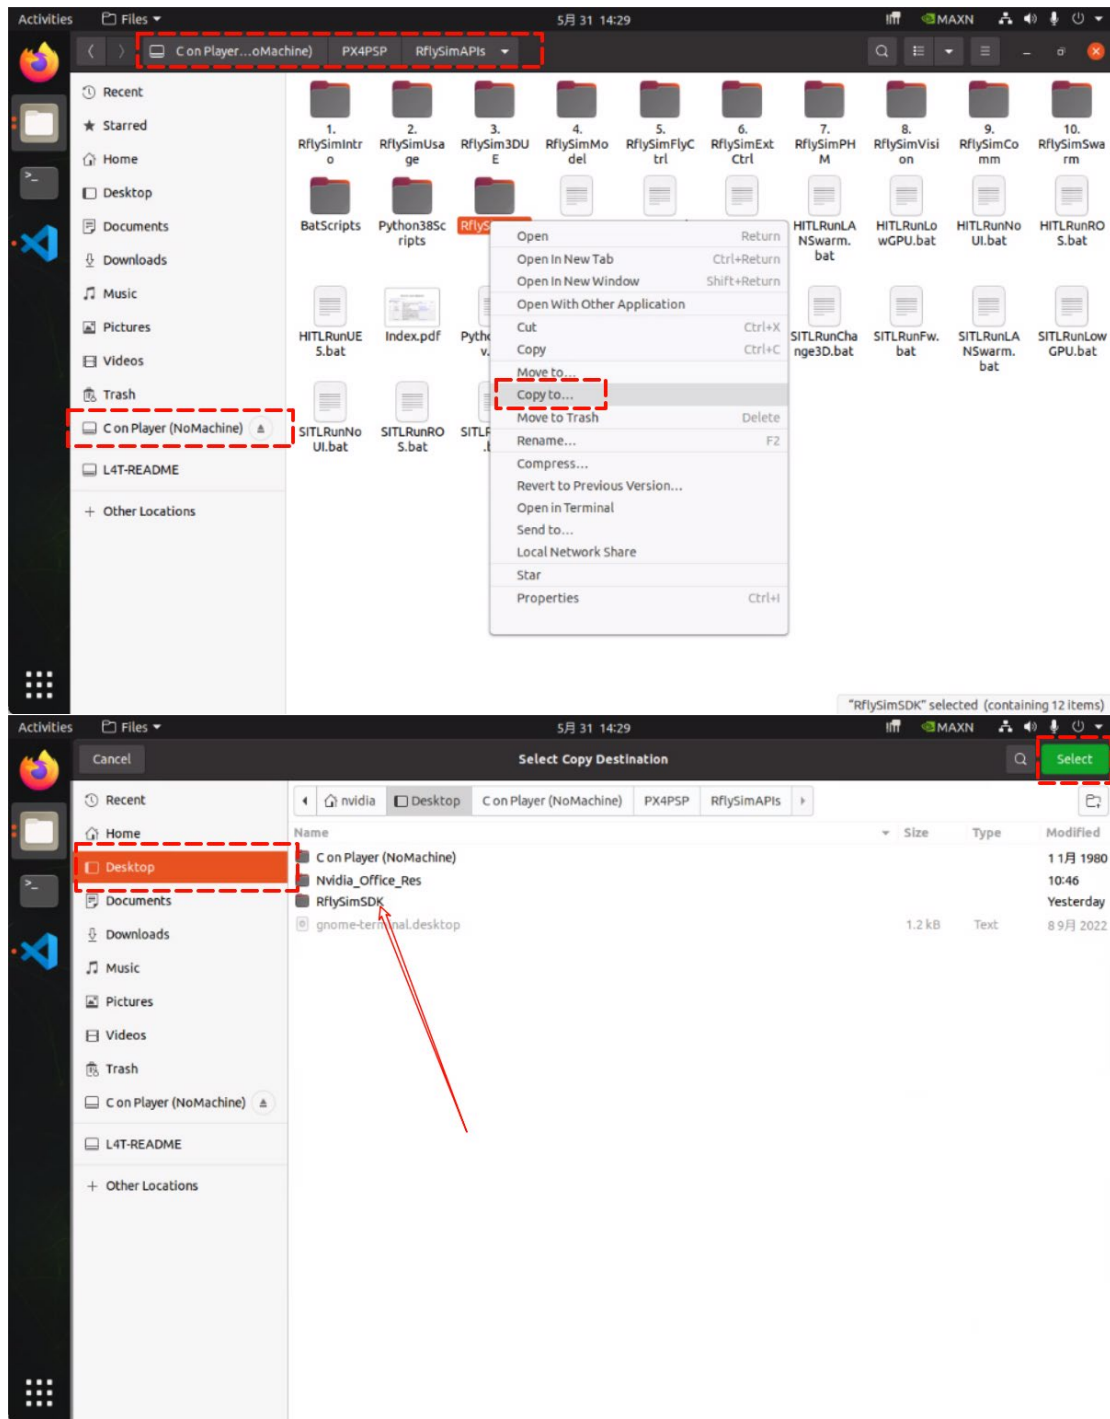 Activities Files 5月 31 14:29 MAXN
C on Player...oMachine) PX4PSP RflySimAPIs
Recent
Starred
Home
Desktop
Documents
Downloads
Music
Pictures
Videos
Trash
C on Player (NoMachine)
L4T-README
+ Other Locations
1.
RflySimIntr
o
2.
RflySimUsa
ge
3.
RflySim3DU
E
4.
RflySimMo
del
5.
RflySimFlyC
trl
6.
RflySimExt
Ctrl
7.
RflySimPH
M
8.
RflySimVisi
on
9.
RflySimCo
mm
10.
RflySimSwa
rm
BatScripts
Python38Sc
ripts
RflyS
HITLRunLA
NSwarm.
bat
HITLRunLo
wGPU.bat
HITLRunNo
UI.bat
HITLRunRO
S.bat
HITLRunUE
5.bat
Index.pdf
Pytho
v.
SITLRunCha
nge3D.bat
SITLRunFw.
bat
SITLRunLA
NSwarm.
bat
SITLRunLow
GPU.bat
SITLRunNo
UI.bat
SITLRunRO
S.bat
Open Return
Open In New Tab Ctrl+Return
Open In New Window Shift+Return
Open With Other Application
Cut Ctrl+X
Copy Ctrl+C
Move to...
Copy to...
Move to Trash Delete
Rename... F2
Compress...
Revert to Previous Version...
Open in Terminal
Send to...
Local Network Share
Star
Properties Ctrl+I
"RflySimSDK" selected (containing 12 items)
Activities Files 5月 31 14:29 MAXN
Cancel Select Copy Destination Select
Recent
Home
Desktop
Documents
Downloads
Music
Pictures
Videos
Trash
C on Player (NoMachine)
L4T-README
+ Other Locations
nvidia Desktop C on Player (NoMachine) PX4PSP RflySimAPIs
Name Size Type Modified
C on Player (NoMachine) 1 1月 1980
Nvidia_Office_Res 10:46
RflySimSDK Yesterday
gnome-terminal.desktop 1.2 kB Text 8 9月 2022